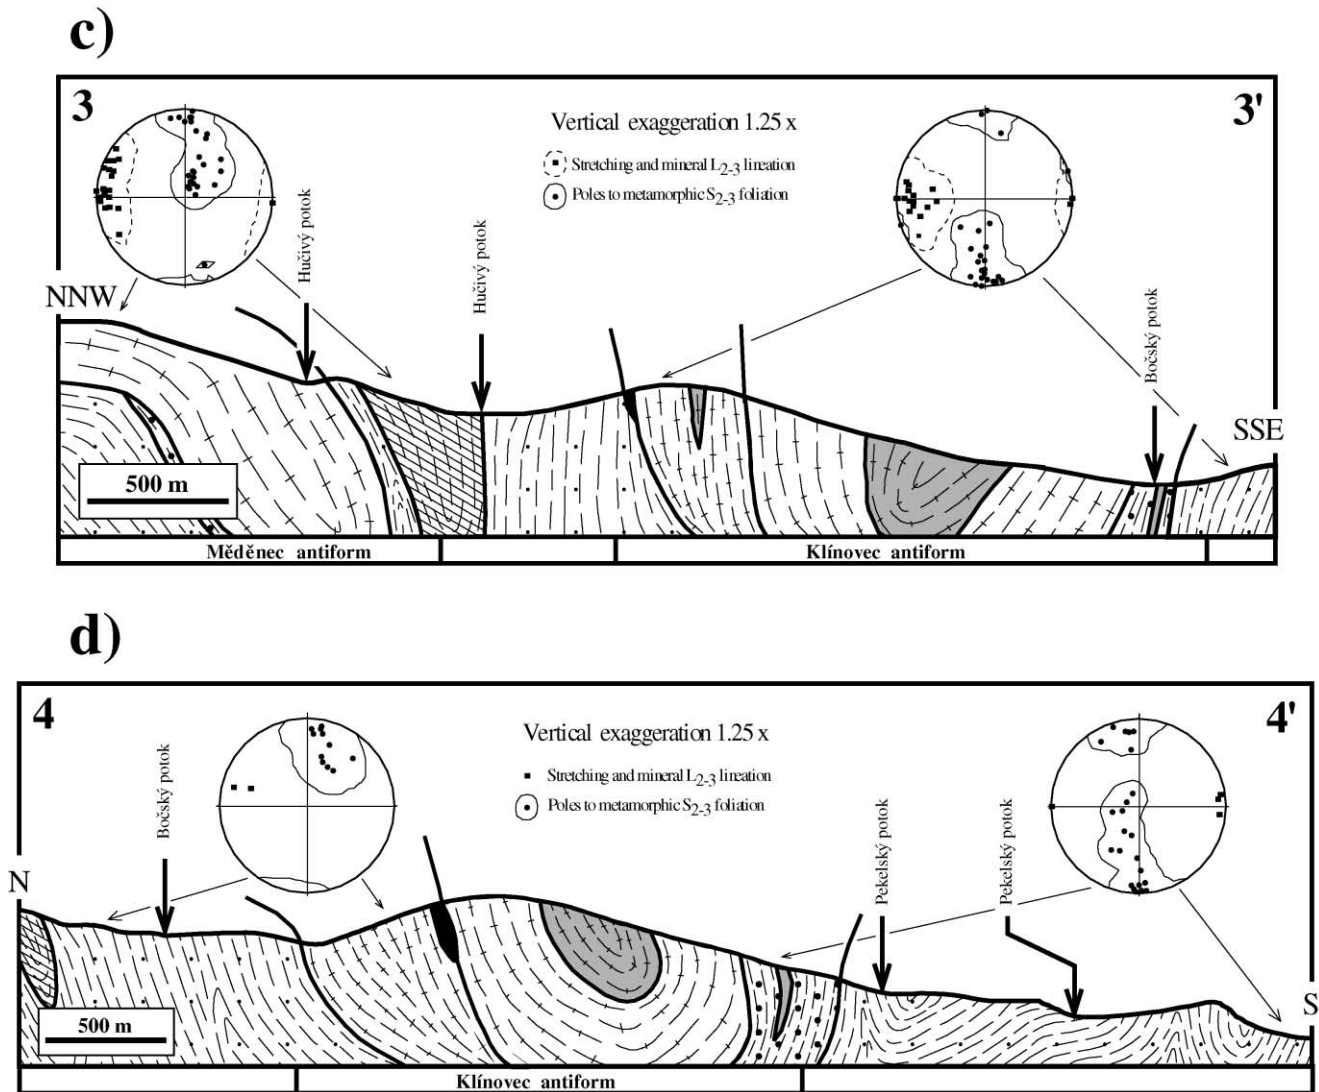 c)
3
3'
Vertical exaggeration 1.25 x
Stretching and mineral L2-3 lineation
Poles to metamorphic S2-3 foliation
Hučivý potok
Hučivý potok
Bočský potok
NNW
SSE
500 m
Měděnec antiform
Klínovec antiform
d)
4
4'
Vertical exaggeration 1.25 x
Stretching and mineral L2-3 lineation
Poles to metamorphic S2-3 foliation
Bočský potok
Pekelský potok
Pekelský potok
N
S
500 m
Klínovec antiform